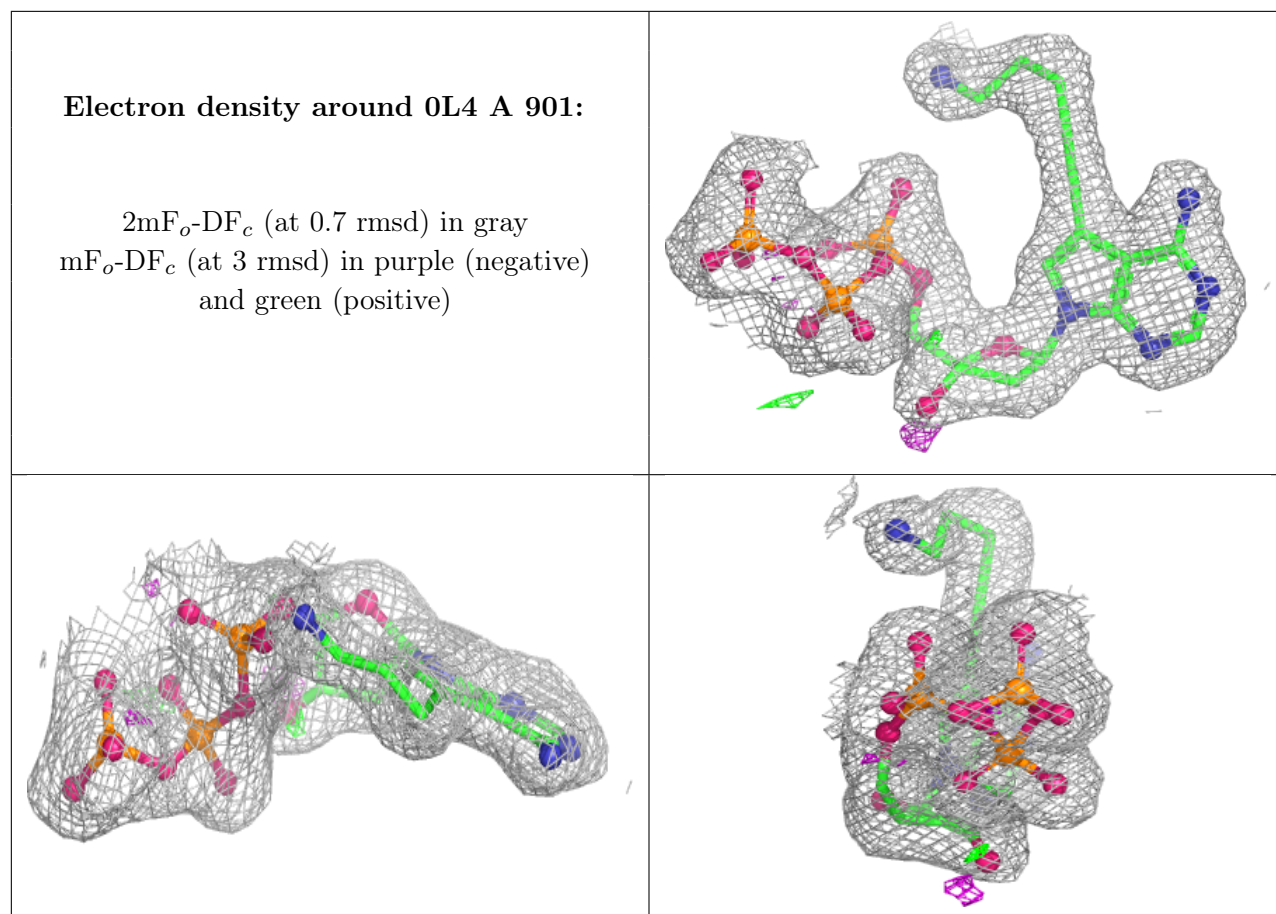 Electron density around 0L4 A 901:
2mFₒ-DF𝒸 (at 0.7 rmsd) in gray
mFₒ-DF𝒸 (at 3 rmsd) in purple (negative)
and green (positive)